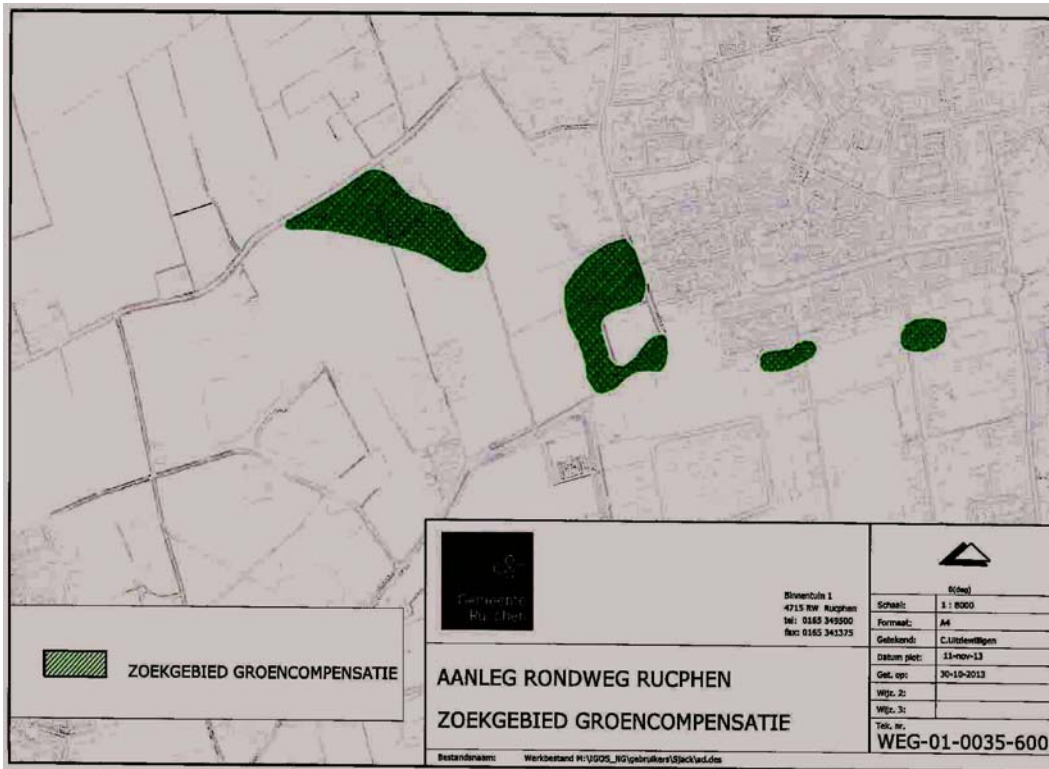 ZOEKGEBIED GROENCOMPENSATIE
Gemeente
Rucphen
Binnentuin 1
4715 RW Rucphen
tel: 0165 349500
fax: 0165 341375
AANLEG RONDWEG RUCPHEN
ZOEKGEBIED GROENCOMPENSATIE
Bestandsnaam:
0(deg)
Schaal: 1 : 8000
Formaat: A4
Getekend: C.Uitdewilligen
Datum plot: 11-nov-13
Get. op: 30-10-2013
Wijz. 2:
Wijz. 3:
Tek. nr.
WEG-01-0035-600